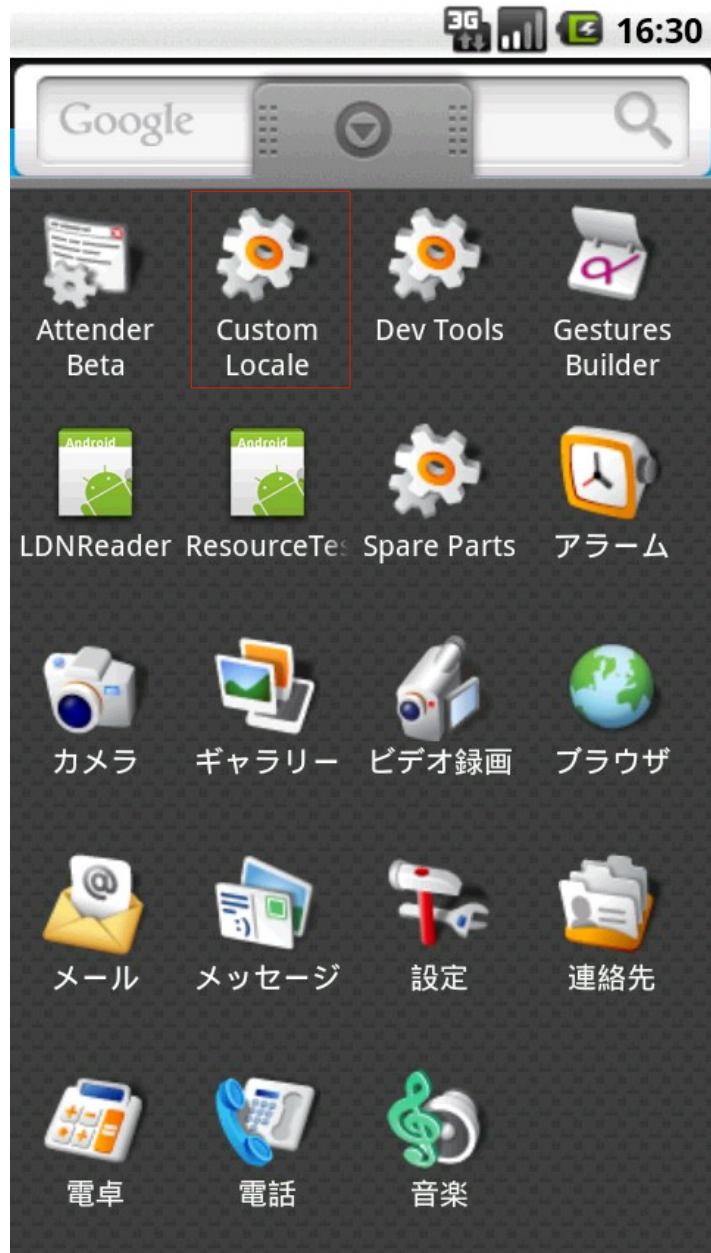 3G 16:30
Google
Attender Beta
Custom Locale
Dev Tools
Gestures Builder
Android
Android
LDNReader
ResourceTes
Spare Parts
アラーム
カメラ
ギャラリー
ビデオ録画
ブラウザ
メール
メッセージ
設定
連絡先
電卓
電話
音楽